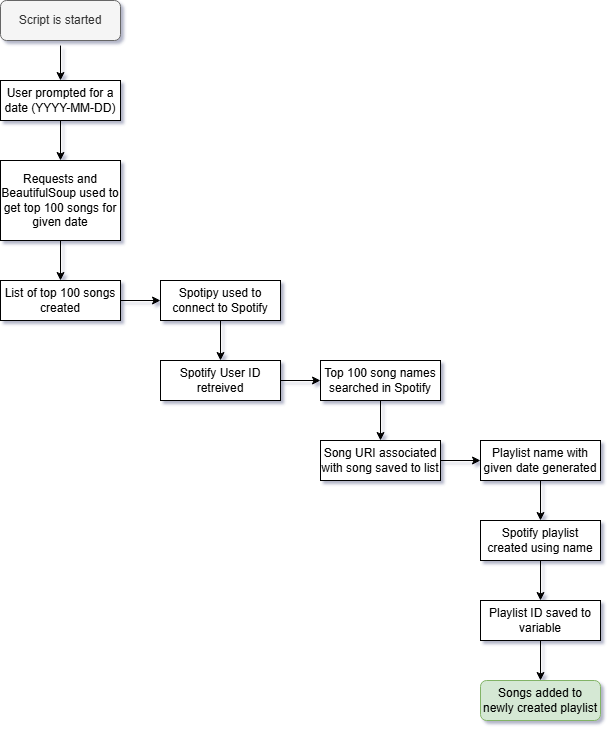 Script is started
User prompted for a
date (YYYY-MM-DD)
Requests and
BeautifulSoup used to
get top 100 songs for
given date
List of top 100 songs
created
Spotipy used to
connect to Spotify
Spotify User ID
retreived
Top 100 song names
searched in Spotify
Song URI associated
with song saved to list
Playlist name with
given date generated
Spotify playlist
created using name
Playlist ID saved to
variable
Songs added to
newly created playlist